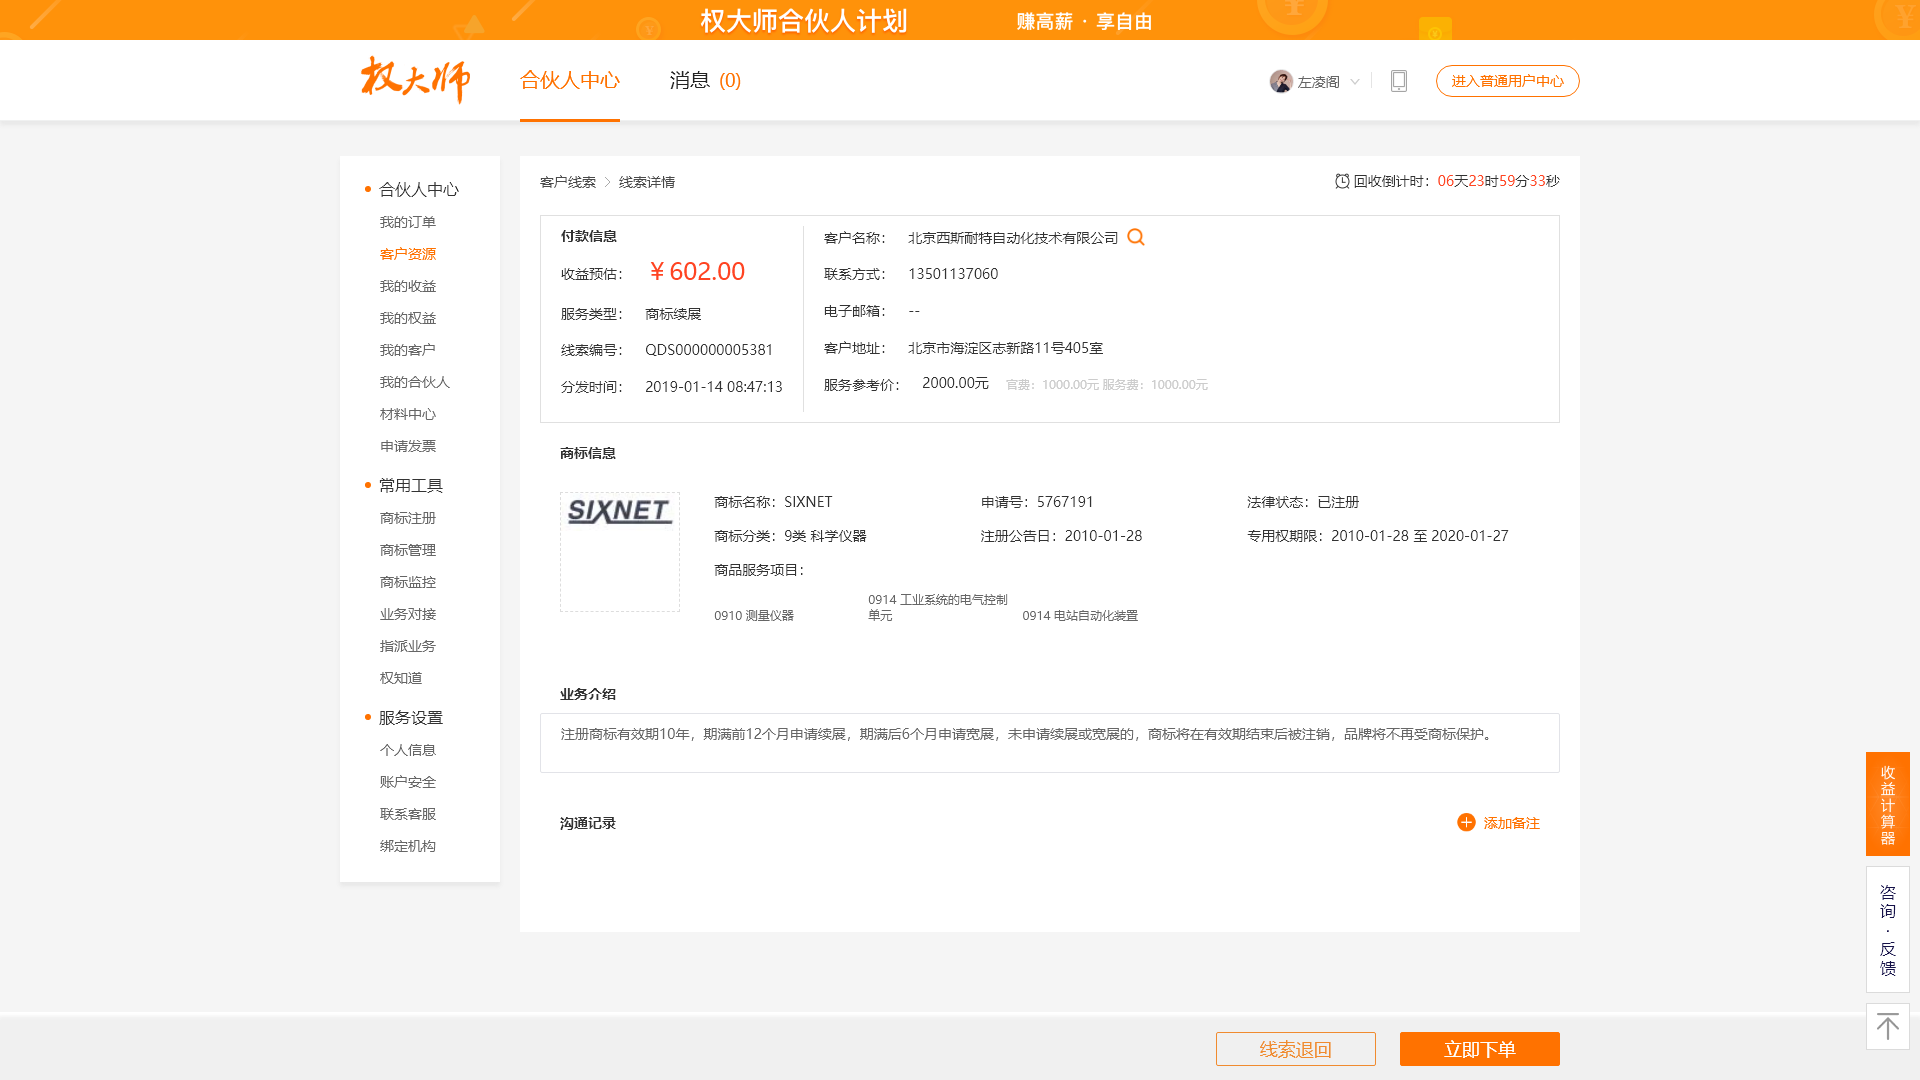 权大师合伙人计划 赚高薪 · 享自由
权大师 合伙人中心 消息 (0) 左凌阁 进入普通用户中心
合伙人中心
我的订单
客户资源
我的收益
我的权益
我的客户
我的合伙人
材料中心
申请发票
常用工具
商标注册
商标管理
商标监控
业务对接
指派业务
权知道
服务设置
个人信息
账户安全
联系客服
绑定机构
客户线索 > 线索详情 回收倒计时：06天23时59分33秒
付款信息
收益预估： ¥ 602.00
服务类型： 商标续展
线索编号： QDS000000005381
分发时间： 2019-01-14 08:47:13
客户名称： 北京西斯耐特自动化技术有限公司
联系方式： 13501137060
电子邮箱： --
客户地址： 北京市海淀区志新路11号405室
服务参考价： 2000.00元 官费：1000.00元 服务费：1000.00元
商标信息
SIXNET
商标名称：SIXNET 申请号：5767191 法律状态：已注册
商标分类：9类 科学仪器 注册公告日：2010-01-28 专用权期限：2010-01-28 至 2020-01-27
商品服务项目：
0910 测量仪器
0914 工业系统的电气控制
单元
0914 电站自动化装置
业务介绍
注册商标有效期10年，期满前12个月申请续展，期满后6个月申请宽展，未申请续展或宽展的，商标将在有效期结束后被注销，品牌将不再受商标保护。
沟通记录 添加备注
收益计算器
咨询·反馈
线索退回 立即下单